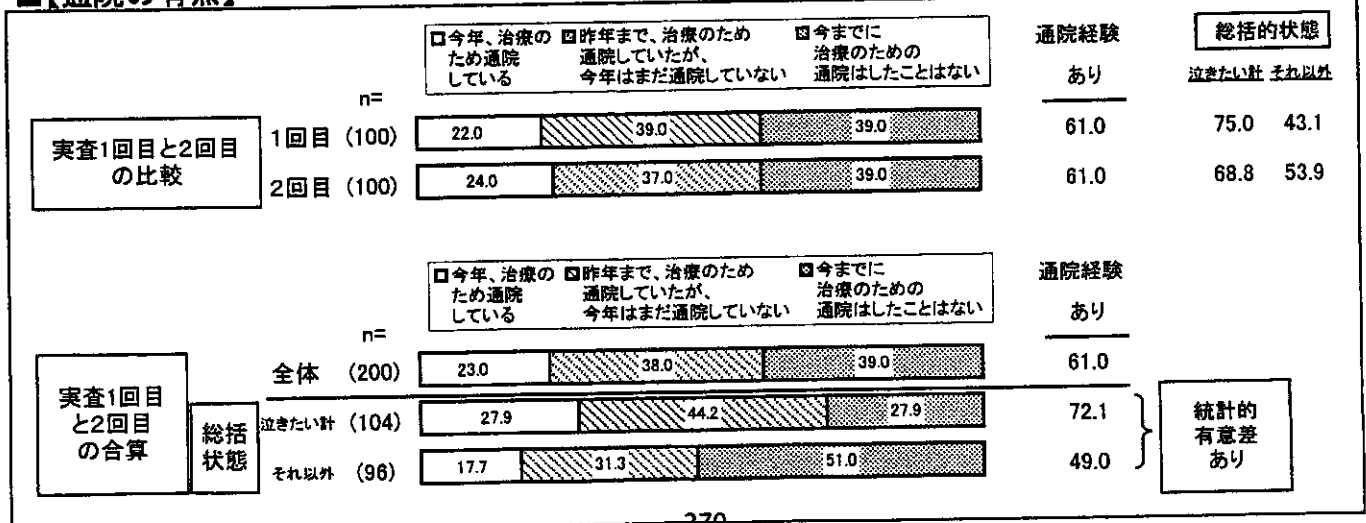 ■【通院の有無】
□今年、治療の ため通院 している
昨年まで、治療のため 通院していたが、 今年はまだ通院していない
今までに 治療のための 通院はしたことはない
通院経験 あり
総括的状態
泣きたい計 それ以外
n=
実査1回目と2回目 の比較
1回目 (100) 22.0 39.0 39.0 61.0 75.0 43.1
2回目 (100) 24.0 37.0 39.0 61.0 68.8 53.9
□今年、治療の ため通院 している
昨年まで、治療のため 通院していたが、 今年はまだ通院していない
今までに 治療のための 通院はしたことはない
通院経験 あり
n=
実査1回目 と2回目 の合算
全体 (200) 23.0 38.0 39.0 61.0
総括 状態
泣きたい計 (104) 27.9 44.2 27.9 72.1
それ以外 (96) 17.7 31.3 51.0 49.0
統計的 有意差 あり